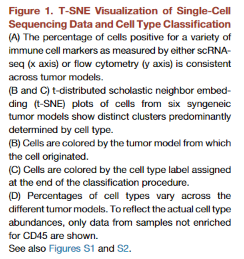 Figure 1. T-SNE Visualization of Single-Cell
Sequencing Data and Cell Type Classification
(A) The percentage of cells positive for a variety of
immune cell markers as measured by either scRNA-
seq (x axis) or flow cytometry (y axis) is consistent
across tumor models.
(B and C) t-distributed scholastic neighbor embed-
ding (t-SNE) plots of cells from six syngeneic
tumor models show distinct clusters predominantly
determined by cell type.
(B) Cells are colored by the tumor model from which
the cell originated.
(C) Cells are colored by the cell type label assigned
at the end of the classification procedure.
(D) Percentages of cell types vary across the
different tumor models. To reflect the actual cell type
abundances, only data from samples not enriched
for CD45 are shown.
See also Figures S1 and S2.